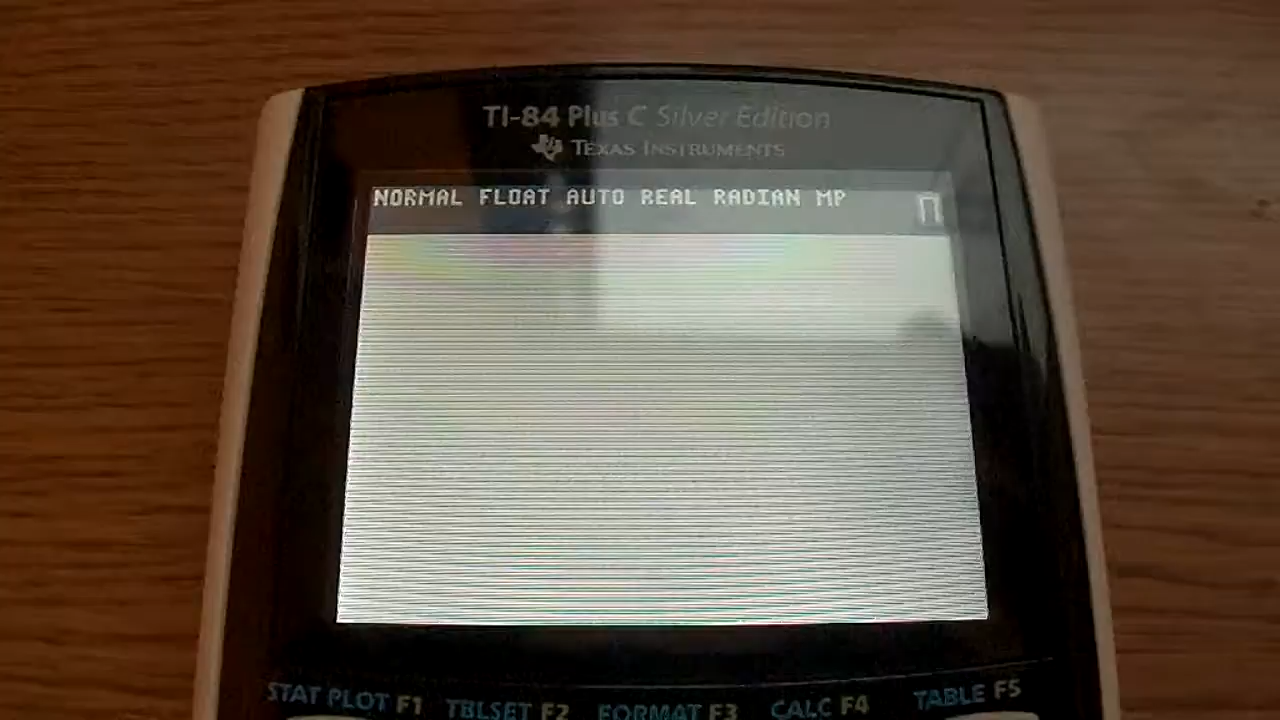 TI-84 Plus C Silver Edition
TEXAS INSTRUMENTS
NORMAL FLOAT AUTO REAL RADIAN MP
STAT PLOT F1 TBLSET F2 FORMAT F3 CALC F4 TABLE F5